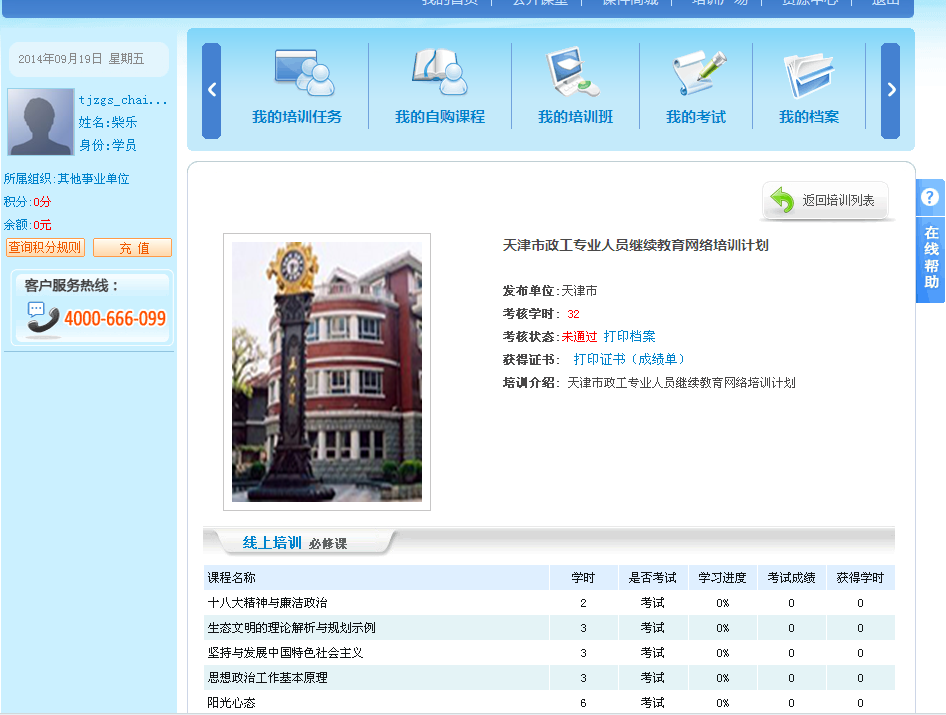 我的首页 公开课堂 课件商城 培训广场 资源中心 退出
2014年09月19日 星期五
tjzgs_chai...
姓名:柴乐
身份:学员
所属组织:其他事业单位
积分:0分
余额:0元
查询积分规则 充 值
客户服务热线：
4000-666-099
我的培训任务 我的自购课程 我的培训班 我的考试 我的档案
返回培训列表
?
在线帮助
天津市政工专业人员继续教育网络培训计划
发布单位:天津市
考核学时: 32
考核状态:未通过 打印档案
获得证书: 打印证书（成绩单）
培训介绍: 天津市政工专业人员继续教育网络培训计划
线上培训 必修课
课程名称 学时 是否考试 学习进度 考试成绩 获得学时
十八大精神与廉洁政治 2 考试 0% 0 0
生态文明的理论解析与规划示例 3 考试 0% 0 0
坚持与发展中国特色社会主义 3 考试 0% 0 0
思想政治工作基本原理 3 考试 0% 0 0
阳光心态 6 考试 0% 0 0